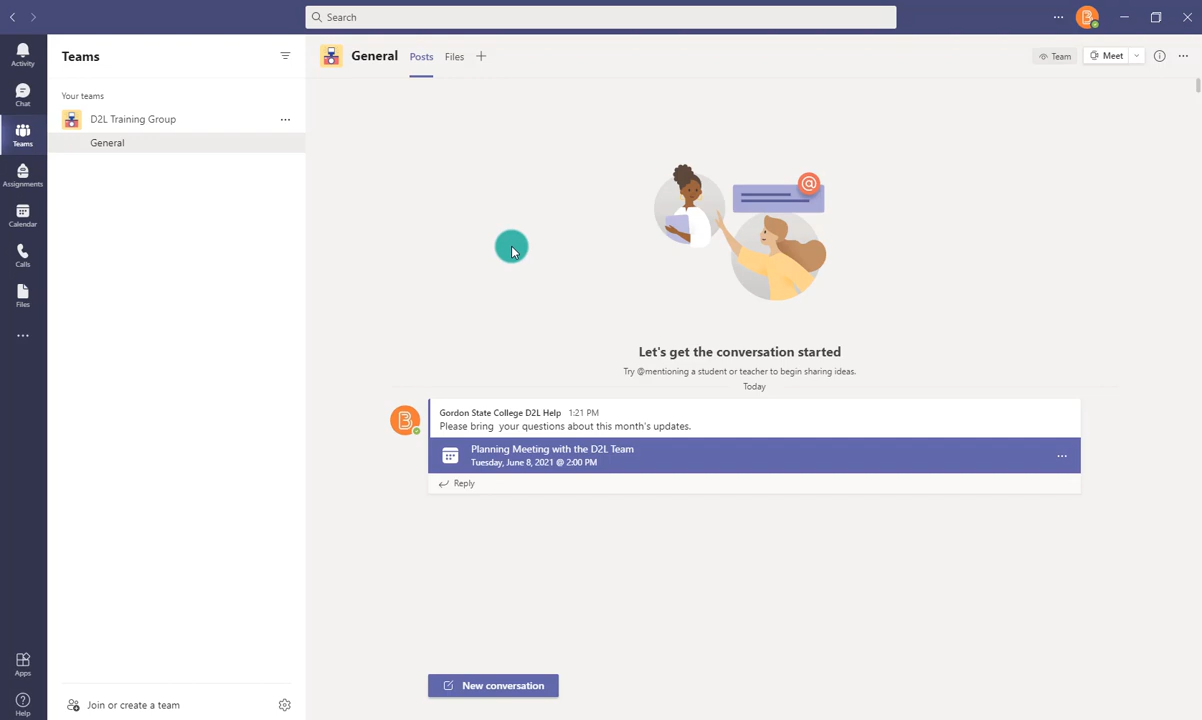 Search
Activity
Chat
Teams
Assignments
Calendar
Calls
Files
Apps
Help
Teams
Your teams
D2L Training Group
General
Join or create a team
General Posts Files
Team
Meet
@
Let's get the conversation started
Try @mentioning a student or teacher to begin sharing ideas.
Today
Gordon State College D2L Help 1:21 PM
Please bring your questions about this month's updates.
Planning Meeting with the D2L Team
Tuesday, June 8, 2021 @ 2:00 PM
Reply
New conversation